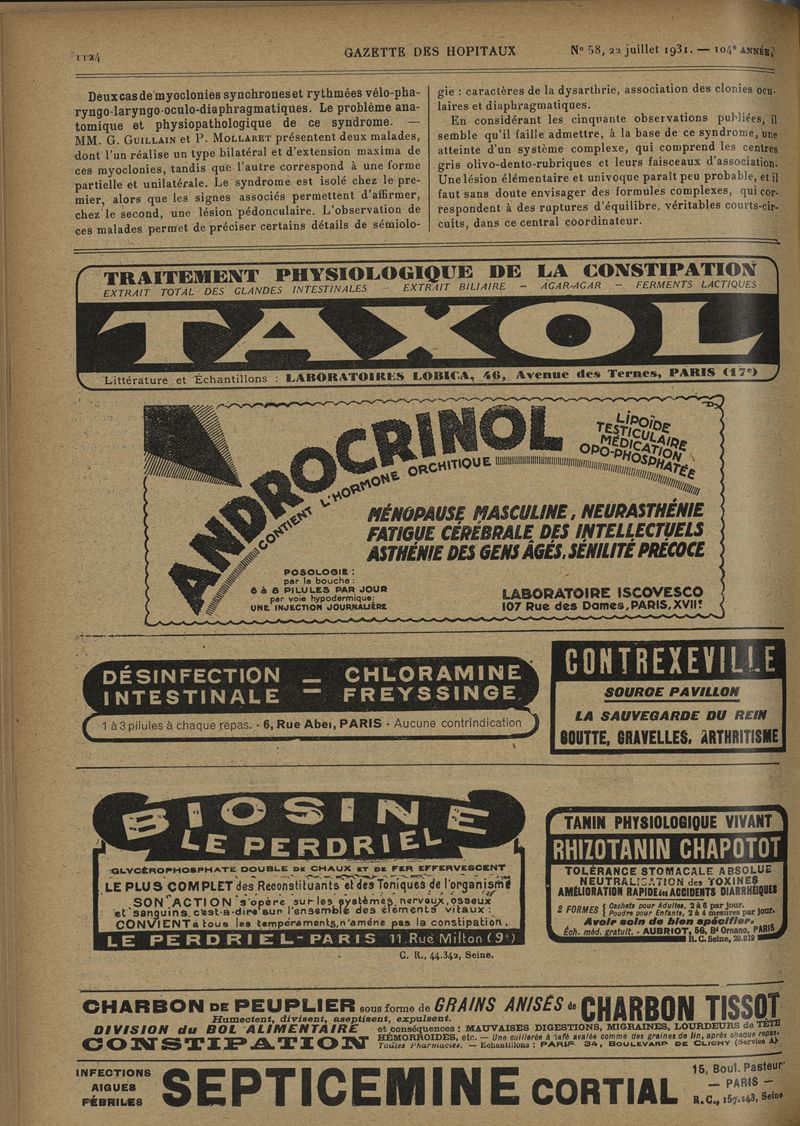 1124
GAZETTE DES HOPITAUX
Nº 58, 22 juillet 1931. — 104e ANNÉE.
Deux cas de myoclonies synchrones et rythmées vélo-pha-
ryngo-laryngo-oculo-diaphragmatiques. Le problème ana-
tomique et physiopathologique de ce syndrome. —
MM. G. GUILLAIN et P. MOLLARET présentent deux malades,
dont l'un réalise un type bilatéral et d'extension maxima de
ces myoclonies, tandis que l'autre correspond à une forme
partielle et unilatérale. Le syndrome est isolé chez le pre-
mier, alors que les signes associés permettent d'affirmer,
chez le second, une lésion pédonculaire. L'observation de
ces malades permet de préciser certains détails de sémiolo-
gie : caractères de la dysarthrie, association des clonies ocu-
laires et diaphragmatiques.
En considérant les cinquante observations publiées, il
semble qu'il faille admettre, à la base de ce syndrome, une
atteinte d'un système complexe, qui comprend les centres
gris olivo-dento-rubriques et leurs faisceaux d'association.
Une lésion élémentaire et univoque paraît peu probable, et il
faut sans doute envisager des formules complexes, qui cor-
respondent à des ruptures d'équilibre, véritables courts-cir-
cuits, dans ce central coordinateur.
TRAITEMENT PHYSIOLOGIQUE DE LA CONSTIPATION
EXTRAIT TOTAL DES GLANDES INTESTINALES — EXTRAIT BILIAIRE — AGAR-AGAR — FERMENTS LACTIQUES
TAXOL
Littérature et Échantillons : LABORATOIRES LOBICA, 46, Avenue des Ternes, PARIS (17e)
ANDROCRINOL
CONTIENT L'HORMONE ORCHITIQUE
LIPOÏDE
TESTICULAIRE
MÉDICATION
OPO-PHOSPHATÉE
MÉNOPAUSE MASCULINE, NEURASTHÉNIE
FATIGUE CÉRÉBRALE DES INTELLECTUELS
ASTHÉNIE DES GENS ÂGÉS, SÉNILITÉ PRÉCOCE
POSOLOGIE :
par la bouche :
6 à 8 PILULES PAR JOUR
par voie hypodermique:
UNE INJECTION JOURNALIÈRE
LABORATOIRE ISCOVESCO
107 Rue des Dames, PARIS, XVIIe
DÉSINFECTION — CHLORAMINE
INTESTINALE — FREYSSINGE
1 à 3 pilules à chaque repas. - 6, Rue Abel, PARIS - Aucune contrindication
CONTREXEVILLE
SOURCE PAVILLON
LA SAUVEGARDE DU REIN
GOUTTE, GRAVELLES, ARTHRITISME
BIOSINE
LE PERDRIEL
GLYCÉROPHOSPHATE DOUBLE DE CHAUX ET DE FER EFFERVESCENT
LE PLUS COMPLET des Reconstituants et des Toniques de l'organisme
SON ACTION s'opère sur les systèmes nerveux, osseux
et sanguins, c'est-a-dire sur l'ensemble des éléments vitaux :
CONVIENT a tous les tempéraments, n'amène pas la constipation.
LE PERDRIEL - PARIS 11. Rue Milton (9e)
C. R., 44.342, Seine.
TANIN PHYSIOLOGIQUE VIVANT
RHIZOTANIN CHAPOTOT
TOLÉRANCE STOMACALE ABSOLUE
NEUTRALISATION des TOXINES
AMÉLIORATION RAPIDE des ACCIDENTS DIARRHÉIQUES
2 FORMES { Cachets pour Adultes, 2 à 6 par jour.
Poudre pour Enfants, 2 à 4 mesures par jour.
Avoir soin de bien spécifier.
Éch. méd. gratuit. - AUBRIOT, 56, Bd Ornano, PARIS
R.C. Seine, 20.019
CHARBON DE PEUPLIER sous forme de GRAINS ANISÉS de CHARBON TISSOT
Humectent, divisent, aseptisent, expulsent.
DIVISION du BOL ALIMENTAIRE et conséquences : MAUVAISES DIGESTIONS, MIGRAINES, LOURDEURS de TÊTE
CONSTIPATION HÉMORROÏDES, etc. — Une cuillerée à café avalée comme des graines de lin, après chaque repas.
Toutes Pharmacies. — Echantillons : PARIS 34, BOULEVARD DE CLICHY (Service A)
INFECTIONS
AIGUES
FÉBRILES
SEPTICEMINE CORTIAL
15, Boul. Pasteur
— PARIS —
R.C., 157.143, Seine